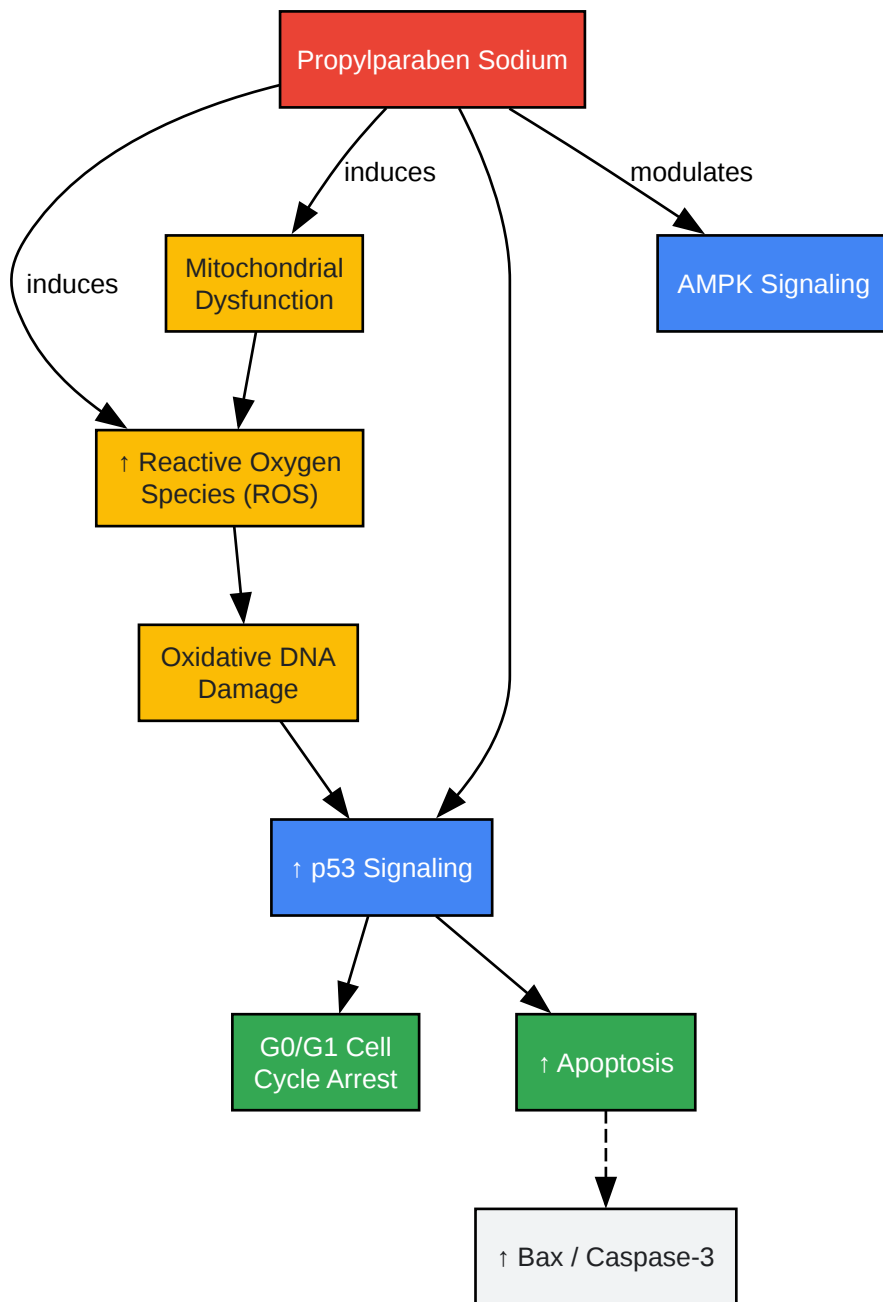 Propylparaben Sodium
induces
modulates
Mitochondrial
Dysfunction
AMPK Signaling
induces
↑ Reactive Oxygen
Species (ROS)
Oxidative DNA
Damage
↑ p53 Signaling
G0/G1 Cell
Cycle Arrest
↑ Apoptosis
↑ Bax / Caspase-3